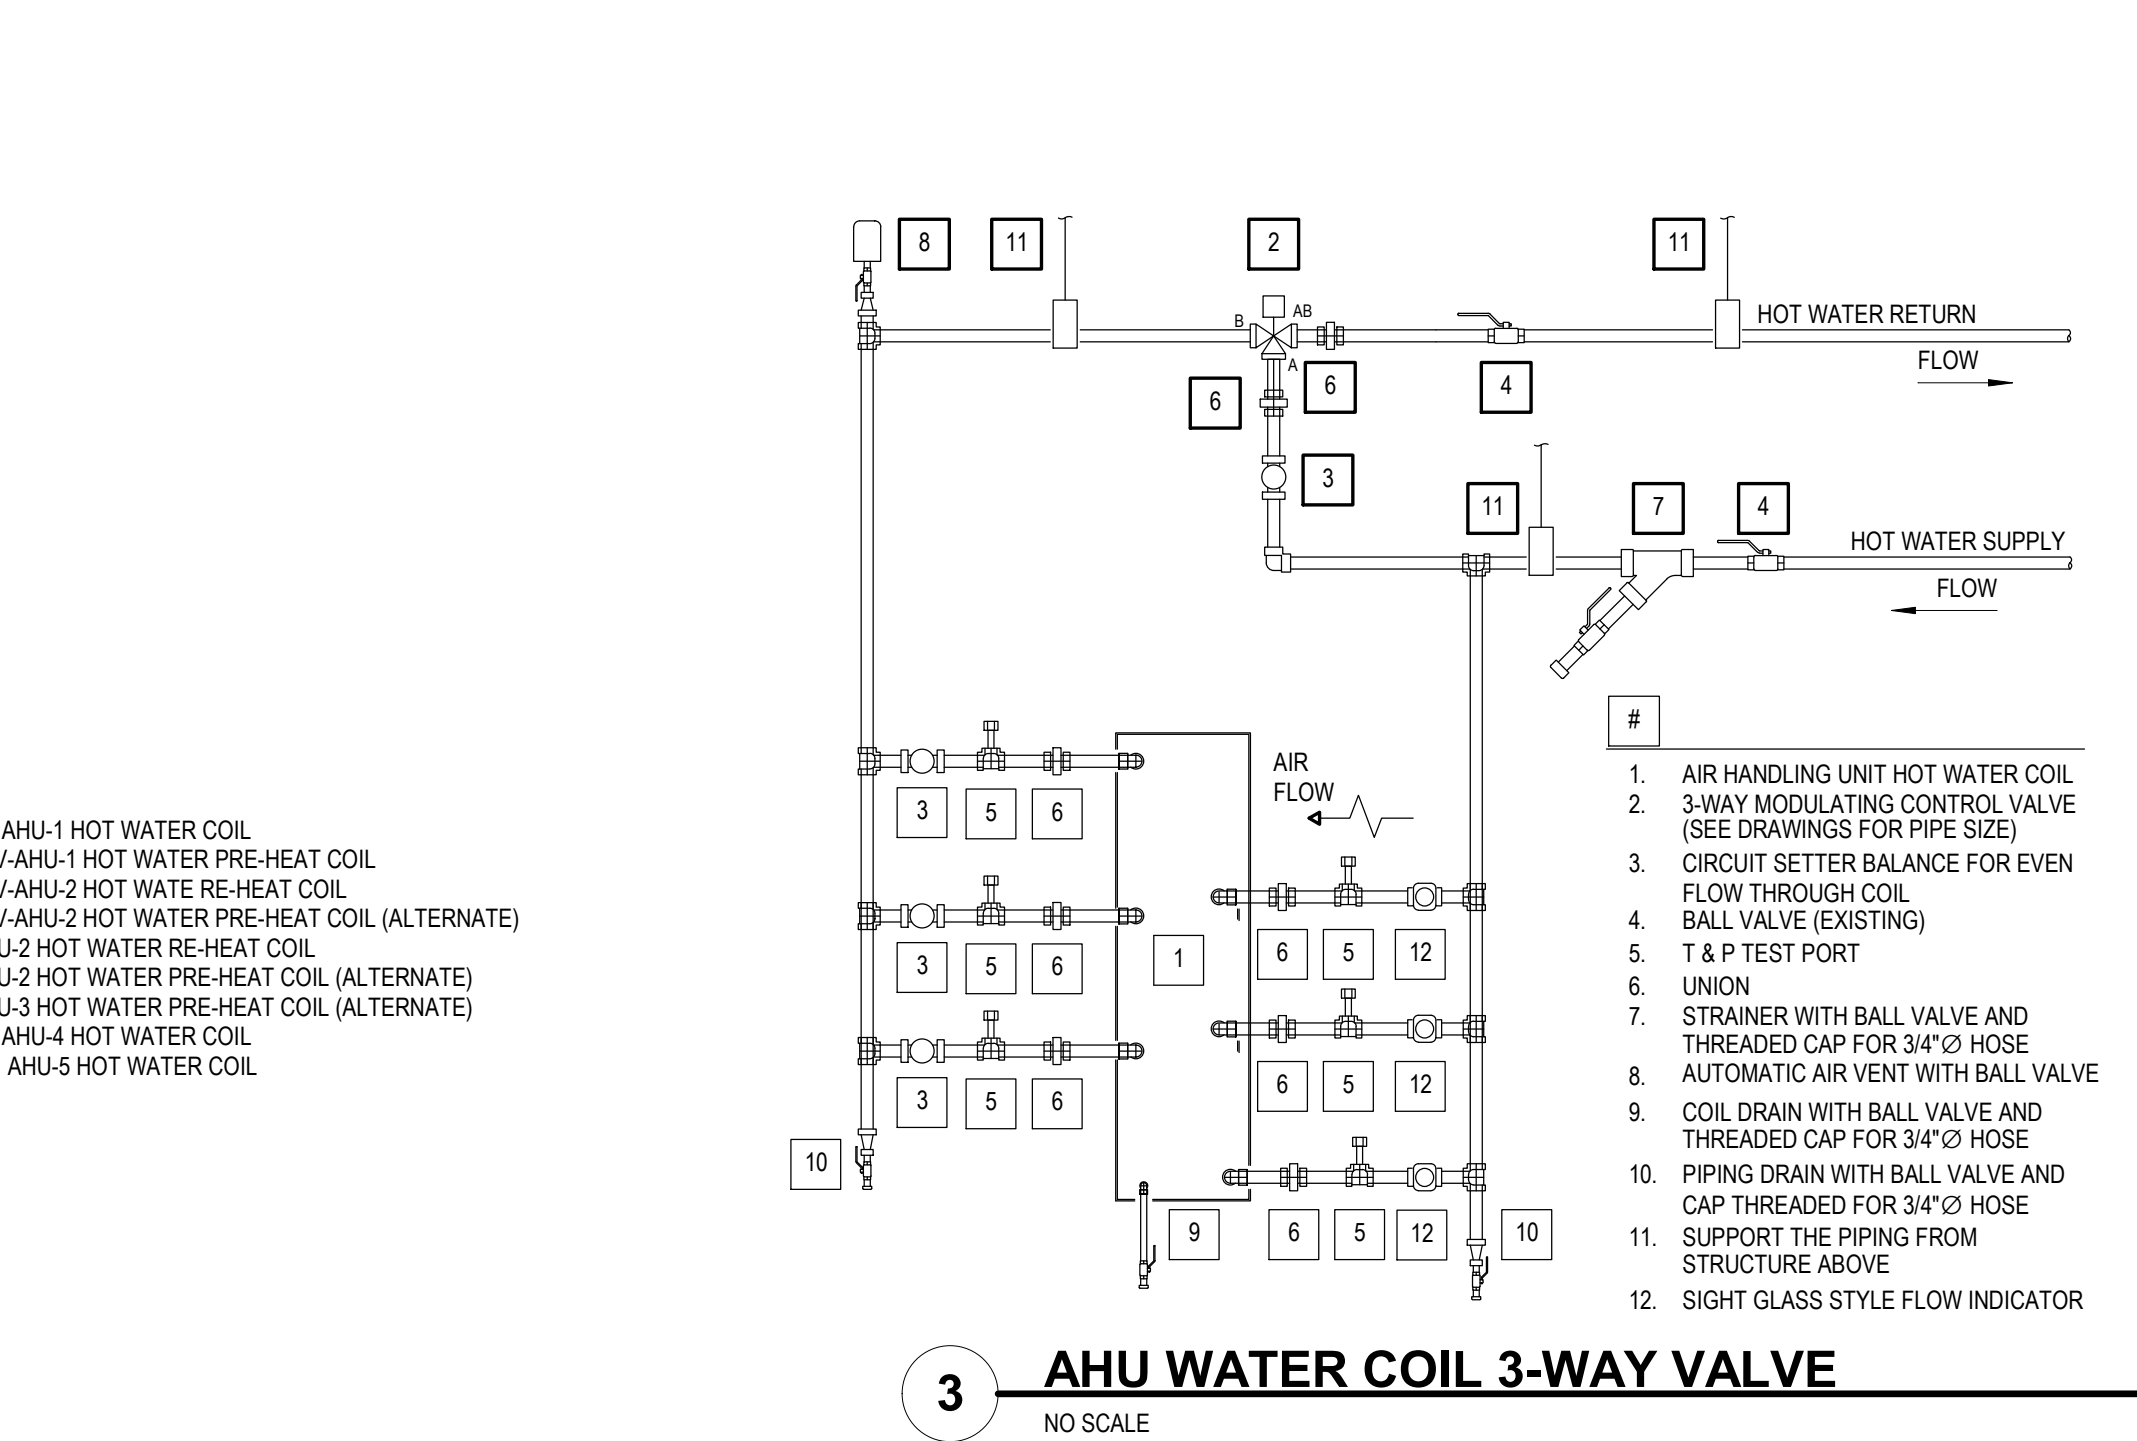 8
11
2
11
B
AB
A
HOT WATER RETURN
FLOW
6
6
4
3
11
7
4
HOT WATER SUPPLY
FLOW
#
1. AIR HANDLING UNIT HOT WATER COIL
2. 3-WAY MODULATING CONTROL VALVE
(SEE DRAWINGS FOR PIPE SIZE)
3. CIRCUIT SETTER BALANCE FOR EVEN
FLOW THROUGH COIL
4. BALL VALVE (EXISTING)
5. T & P TEST PORT
6. UNION
7. STRAINER WITH BALL VALVE AND
THREADED CAP FOR 3/4"Ø HOSE
8. AUTOMATIC AIR VENT WITH BALL VALVE
9. COIL DRAIN WITH BALL VALVE AND
THREADED CAP FOR 3/4"Ø HOSE
10. PIPING DRAIN WITH BALL VALVE AND
CAP THREADED FOR 3/4"Ø HOSE
11. SUPPORT THE PIPING FROM
STRUCTURE ABOVE
12. SIGHT GLASS STYLE FLOW INDICATOR
AIR
FLOW
3 5 6
3 5 6
3 5 6
1
6 5 12
6 5 12
6 5 12
10
9
10
AHU-1 HOT WATER COIL
V-AHU-1 HOT WATER PRE-HEAT COIL
V-AHU-2 HOT WATE RE-HEAT COIL
V-AHU-2 HOT WATER PRE-HEAT COIL (ALTERNATE)
U-2 HOT WATER RE-HEAT COIL
U-2 HOT WATER PRE-HEAT COIL (ALTERNATE)
U-3 HOT WATER PRE-HEAT COIL (ALTERNATE)
AHU-4 HOT WATER COIL
AHU-5 HOT WATER COIL
3
AHU WATER COIL 3-WAY VALVE
NO SCALE